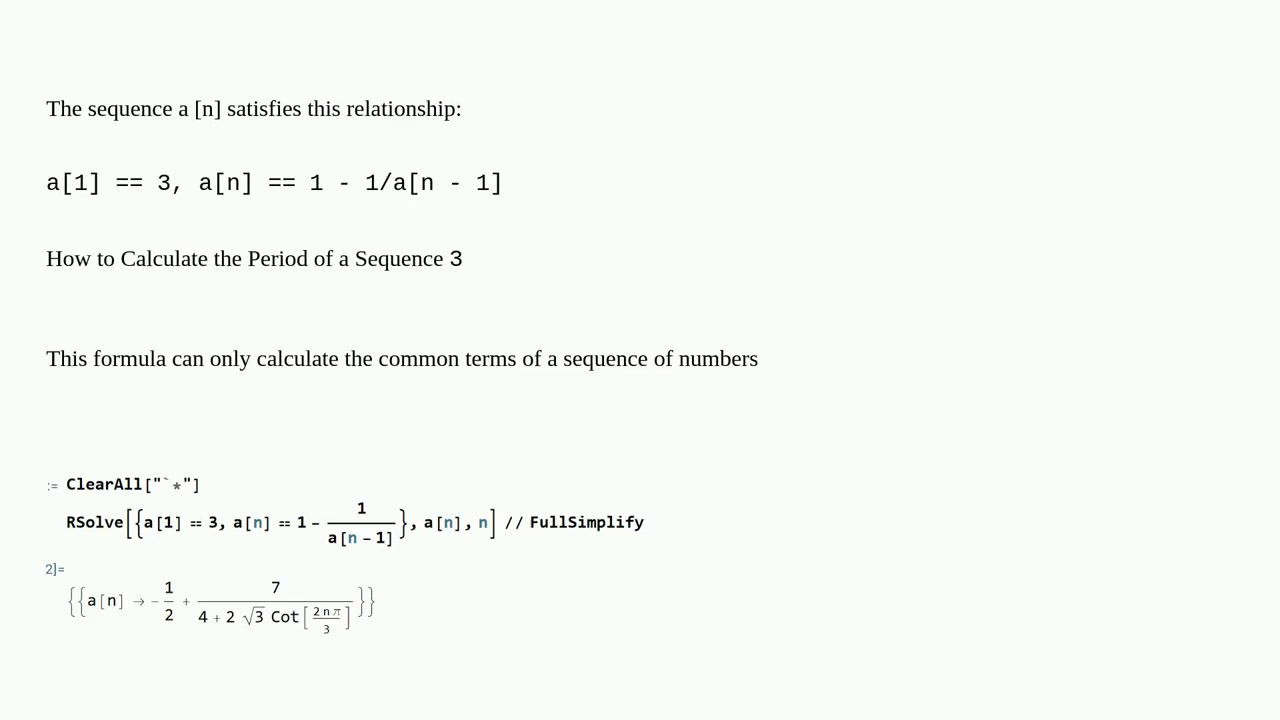 The sequence a [n] satisfies this relationship:
a[1] == 3, a[n] == 1 - 1/a[n - 1]
How to Calculate the Period of a Sequence 3
This formula can only calculate the common terms of a sequence of numbers
:= ClearAll["`*"]
RSolve[{a[1] == 3, a[n] == 1 - 1/a[n - 1]}, a[n], n] // FullSimplify
2]=
{{a[n] → - 1/2 + 7/(4 + 2 √3 Cot[2 n π/3])}}